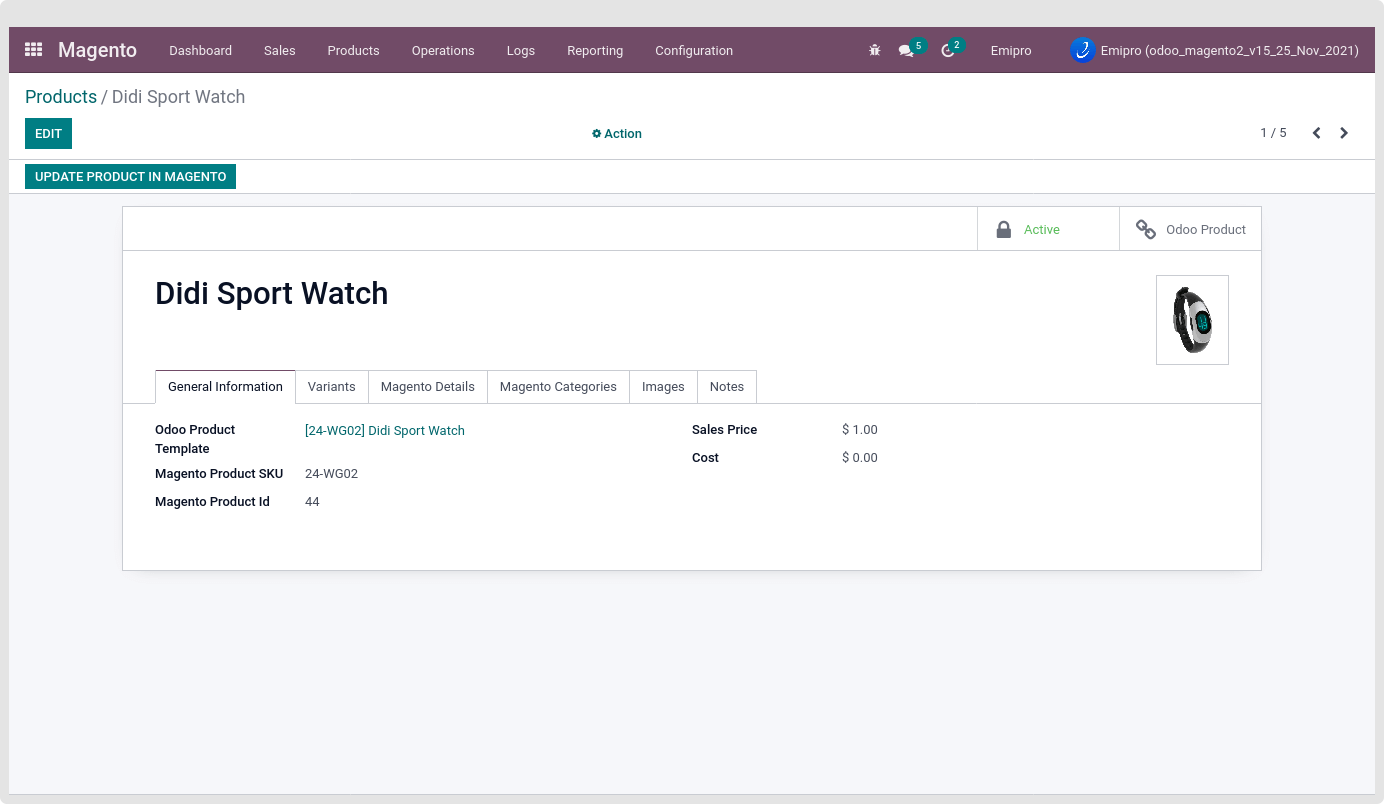 Magento Dashboard Sales Products Operations Logs Reporting Configuration 5 2 Emipro Emipro (odoo_magento2_v15_25_Nov_2021)
Products / Didi Sport Watch
EDIT Action 1 / 5
UPDATE PRODUCT IN MAGENTO
Active Odoo Product
Didi Sport Watch
General Information Variants Magento Details Magento Categories Images Notes
Odoo Product Template [24-WG02] Didi Sport Watch Sales Price $ 1.00
Cost $ 0.00
Magento Product SKU 24-WG02
Magento Product Id 44